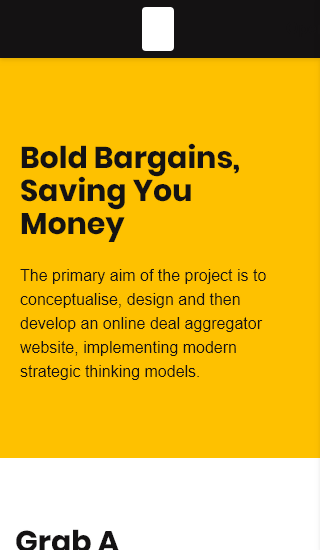 Bold Bargains,
Saving You
Money
The primary aim of the project is to
conceptualise, design and then
develop an online deal aggregator
website, implementing modern
strategic thinking models.
Grab A